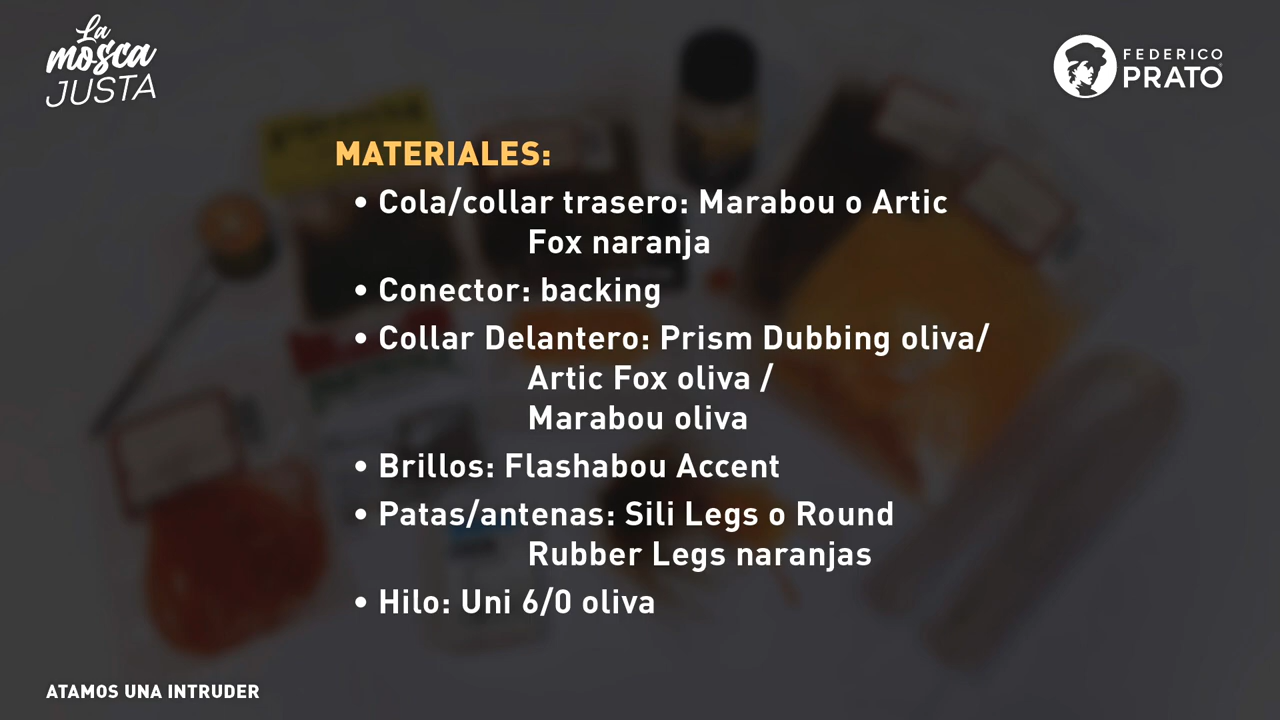 La
mosca
JUSTA
FEDERICO
PRATO
MATERIALES:
• Cola/collar trasero: Marabou o Artic
Fox naranja
• Conector: backing
• Collar Delantero: Prism Dubbing oliva/
Artic Fox oliva /
Marabou oliva
• Brillos: Flashabou Accent
• Patas/antenas: Sili Legs o Round
Rubber Legs naranjas
• Hilo: Uni 6/0 oliva
ATAMOS UNA INTRUDER